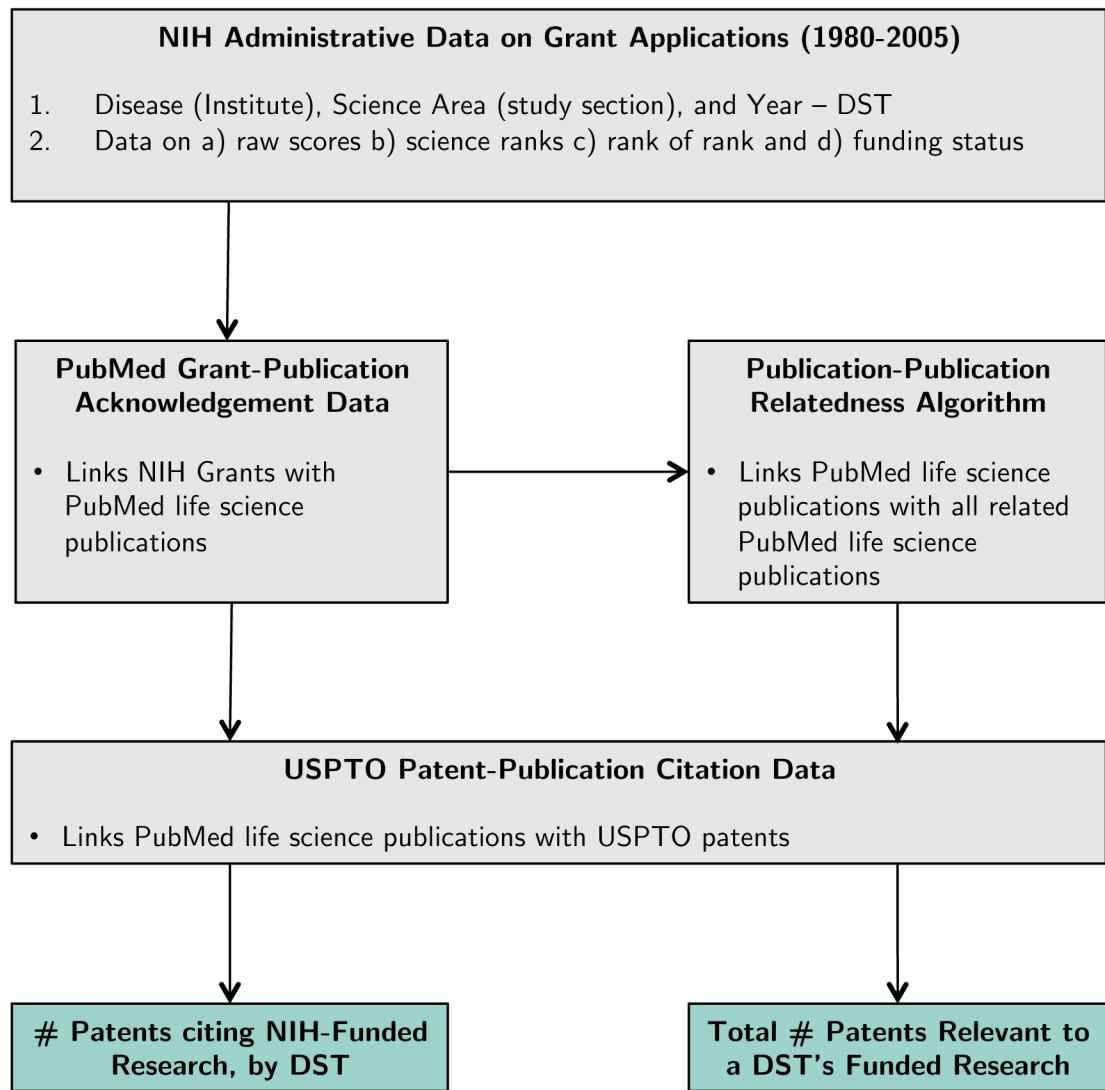 NIH Administrative Data on Grant Applications (1980-2005)
1. Disease (Institute), Science Area (study section), and Year – DST
2. Data on a) raw scores b) science ranks c) rank of rank and d) funding status
PubMed Grant-Publication
Acknowledgement Data
• Links NIH Grants with
PubMed life science
publications
Publication-Publication
Relatedness Algorithm
• Links PubMed life science
publications with all related
PubMed life science
publications
USPTO Patent-Publication Citation Data
• Links PubMed life science publications with USPTO patents
# Patents citing NIH-Funded
Research, by DST
Total # Patents Relevant to
a DST's Funded Research